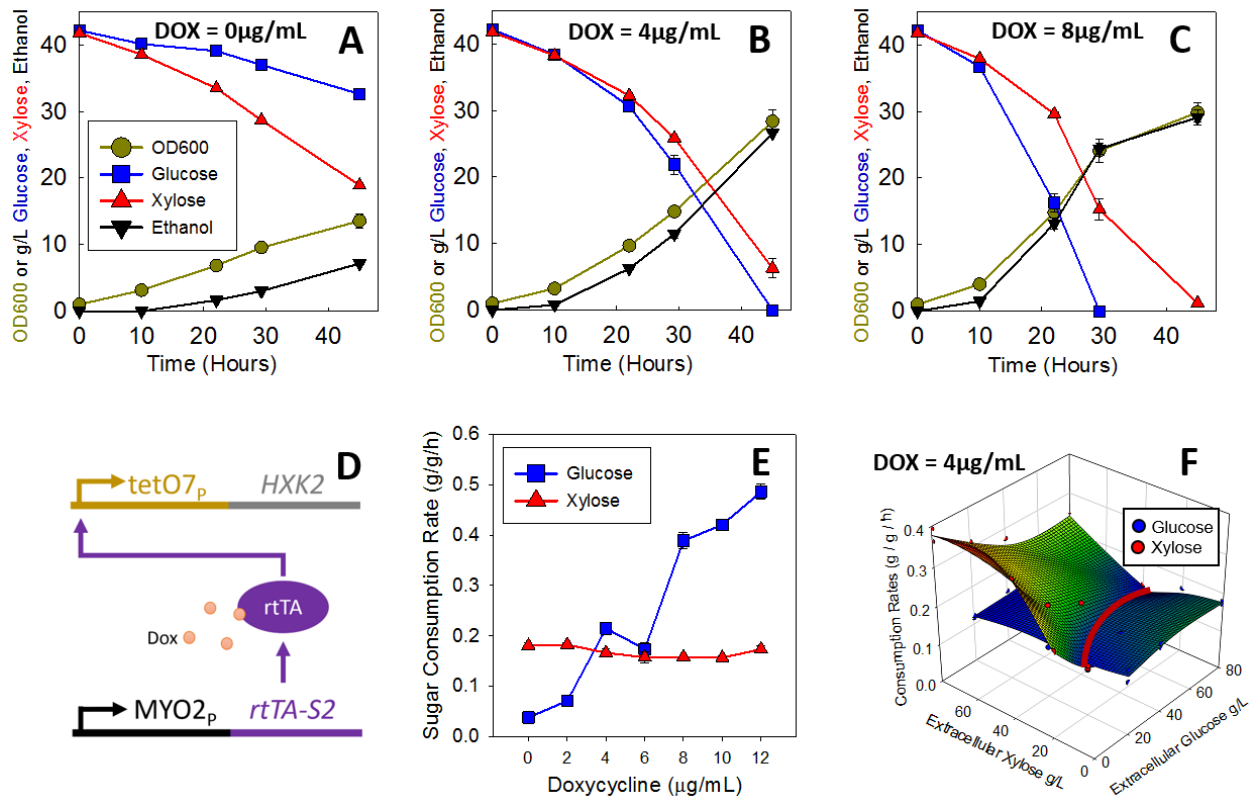 DOX = 0µg/mL
A
OD600 or g/L Glucose, Xylose, Ethanol
40
30
20
10
0
OD600
Glucose
Xylose
Ethanol
0 10 20 30 40
Time (Hours)
DOX = 4µg/mL
B
OD600 or g/L Glucose, Xylose, Ethanol
40
30
20
10
0
0 10 20 30 40
Time (Hours)
DOX = 8µg/mL
C
OD600 or g/L Glucose, Xylose, Ethanol
40
30
20
10
0
0 10 20 30 40
Time (Hours)
D
tetO7P HXK2
rtTA
Dox
MYO2P rtTA-S2
E
Sugar Consumption Rate (g/g/h)
0.6
0.5
0.4
0.3
0.2
0.1
0.0
Glucose
Xylose
0 2 4 6 8 10 12
Doxycycline (µg/mL)
DOX = 4µg/mL
F
Glucose
Xylose
Consumption Rates (g / g / h)
0.4
0.3
0.2
0.1
0.0
60
40
20
0
Extracellular Xylose g/L
0
20
40
60
80
Extracellular Glucose g/L